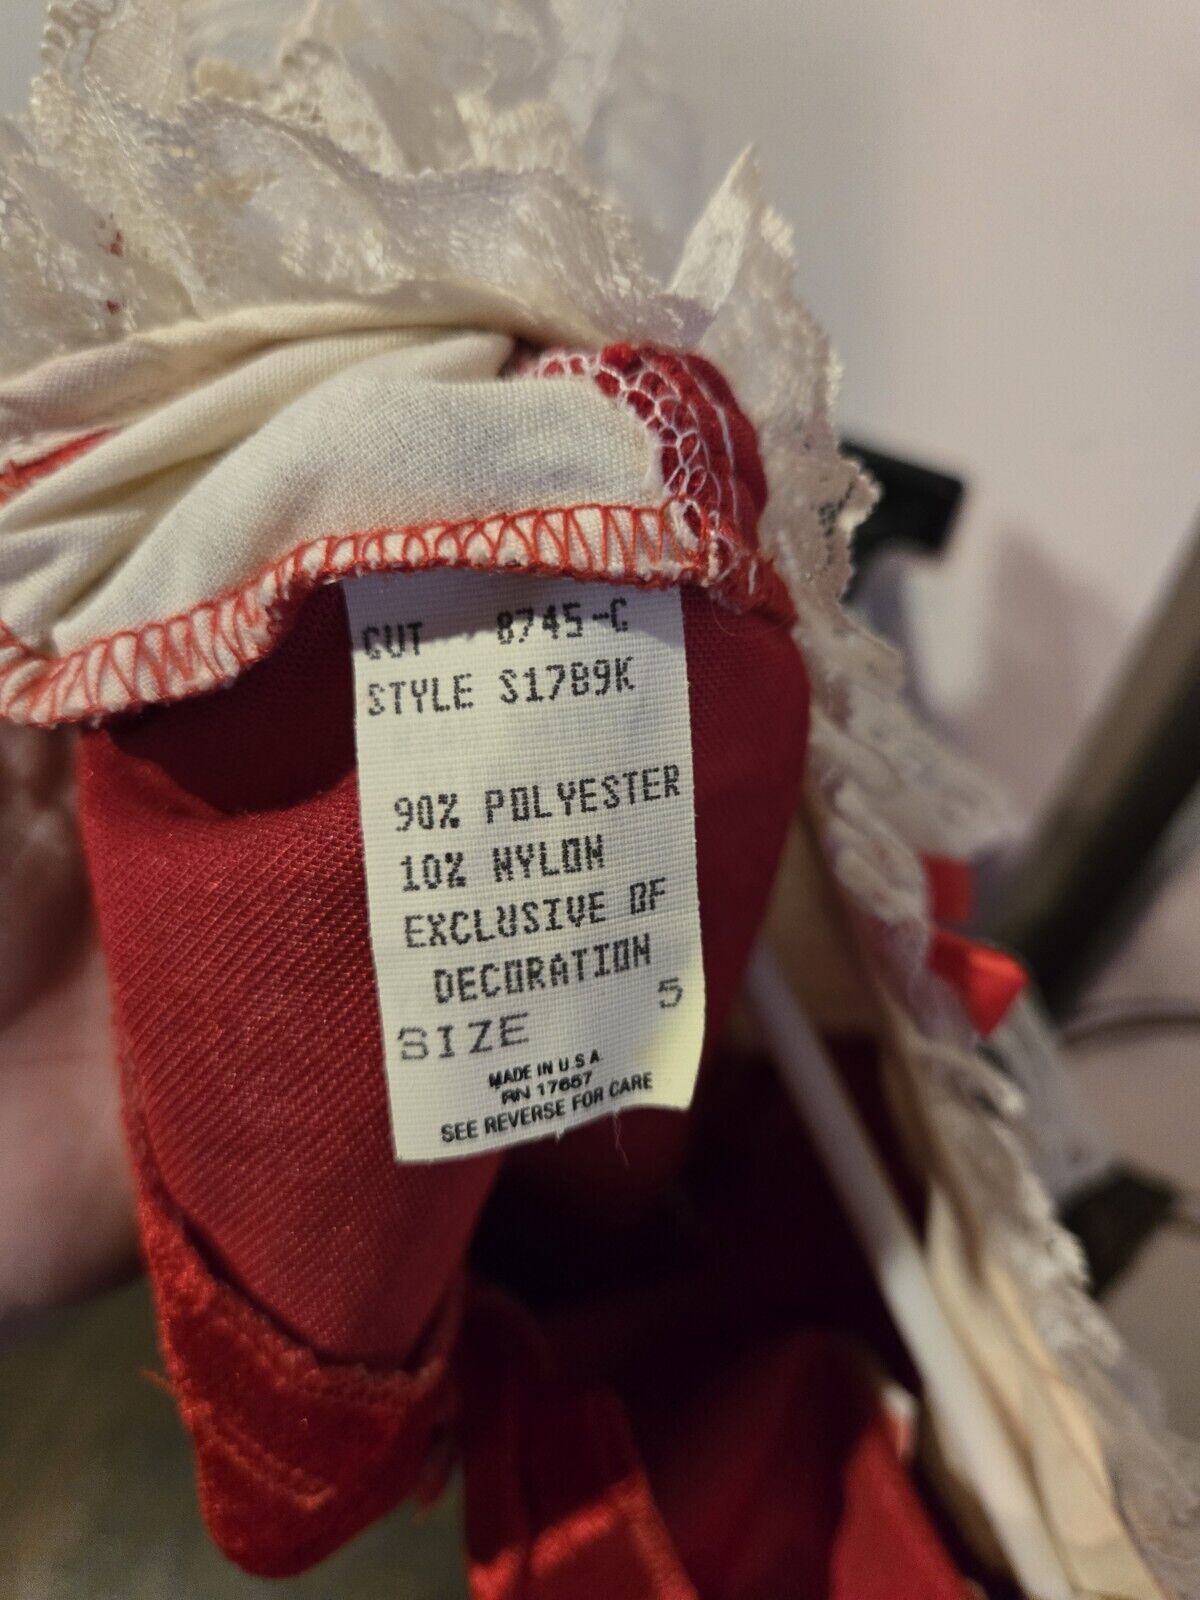 CUT 8745-C
STYLE S1789K
90% POLYESTER
10% NYLON
EXCLUSIVE OF
DECORATION
SIZE 5
MADE IN U.S.A.
RN 17657
SEE REVERSE FOR CARE